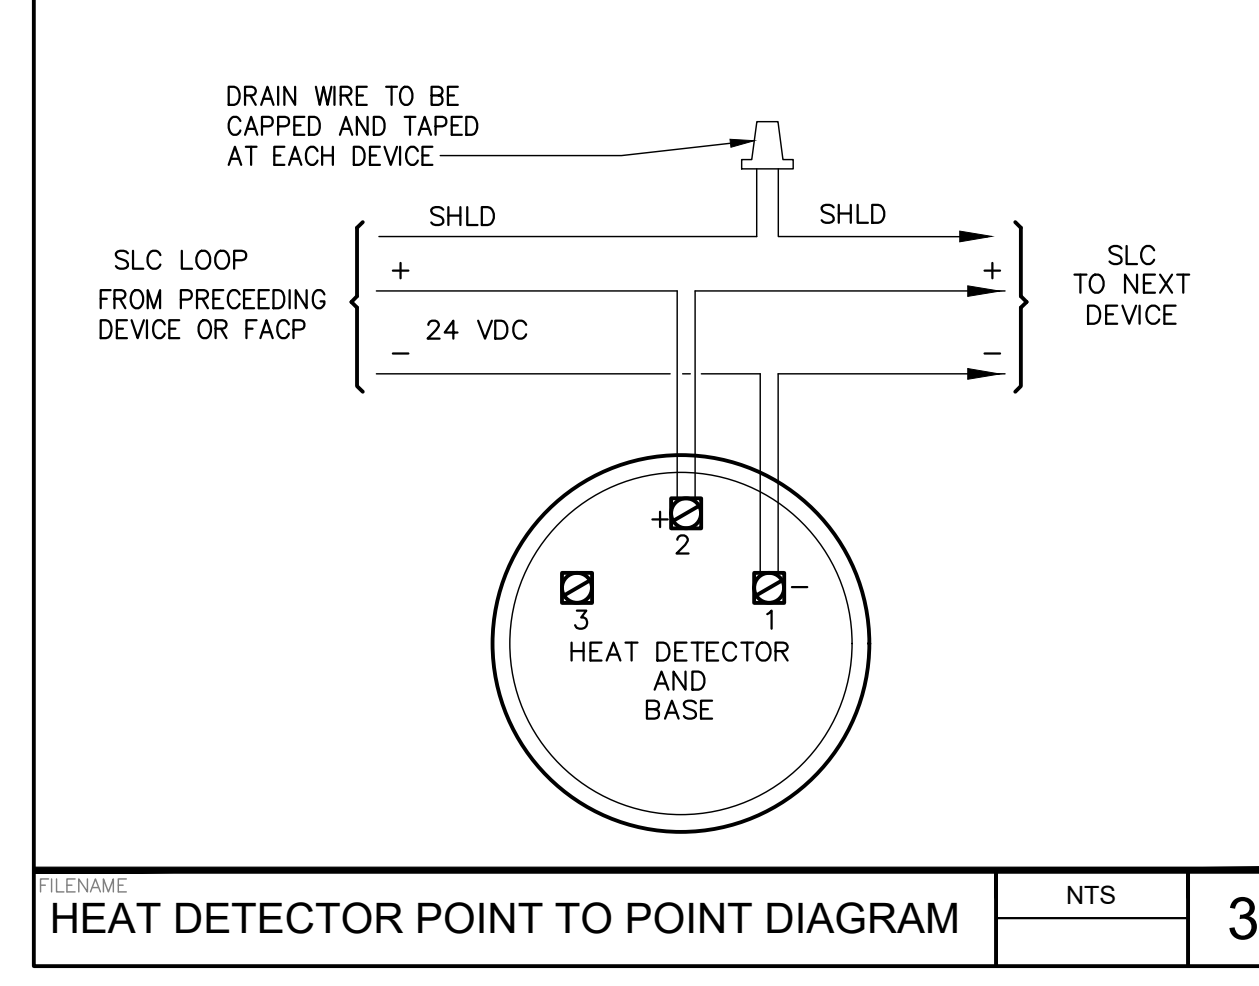 DRAIN WIRE TO BE
CAPPED AND TAPED
AT EACH DEVICE
SHLD
SHLD
SLC LOOP
FROM PRECEEDING
DEVICE OR FACP
+
24 VDC
−
+
−
SLC
TO NEXT
DEVICE
+
2
3
1
−
HEAT DETECTOR
AND
BASE
FILENAME
HEAT DETECTOR POINT TO POINT DIAGRAM
NTS
3